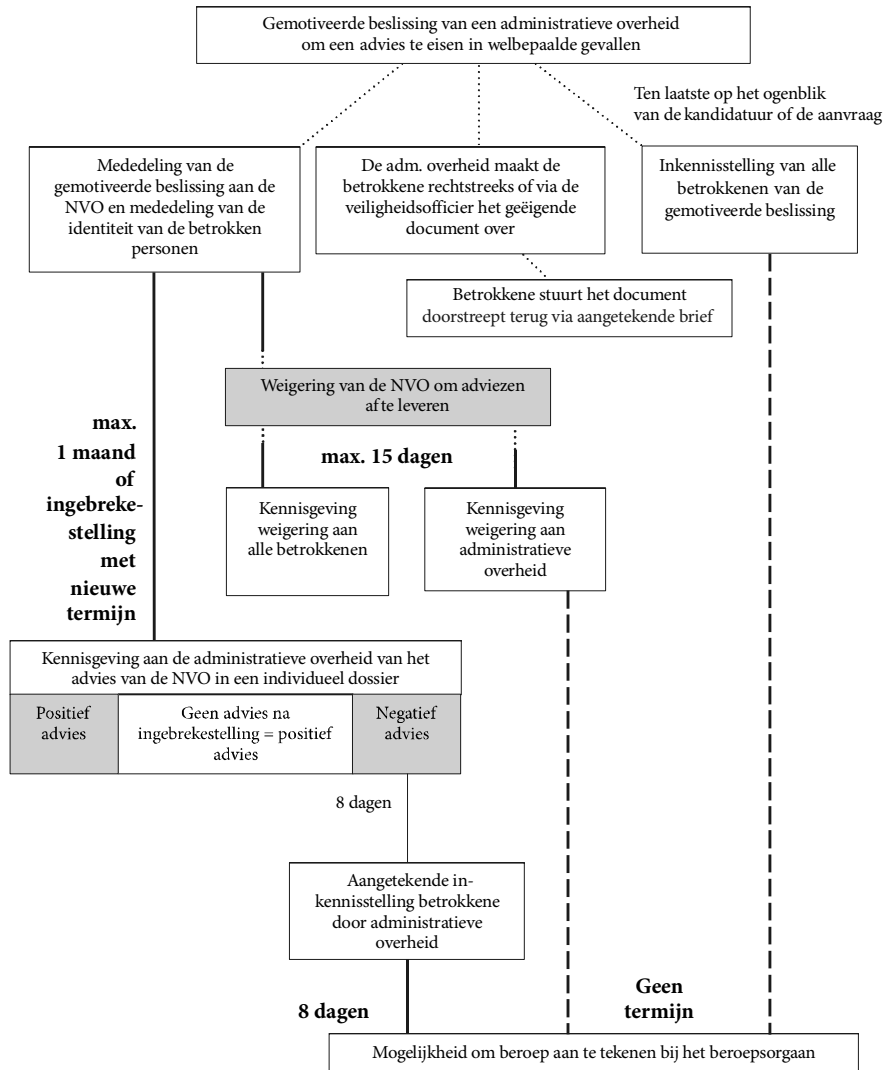 Gemotiveerde beslissing van een administratieve overheid
om een advies te eisen in welbepaalde gevallen
Ten laatste op het ogenblik
van de kandidatuur of de aanvraag
Mededeling van de
gemotiveerde beslissing aan de
NVO en mededeling van de
identiteit van de betrokken
personen
De adm. overheid maakt de
betrokkene rechtstreeks of via de
veiligheidsofficier het geëigende
document over
Inkennisstelling van alle
betrokkenen van de
gemotiveerde beslissing
Betrokkene stuurt het document
doorstreept terug via aangetekende brief
Weigering van de NVO om adviezen
af te leveren
max.
1 maand
of
ingebreke-
stelling
met
nieuwe
termijn
max. 15 dagen
Kennisgeving
weigering aan
alle betrokkenen
Kennisgeving
weigering aan
administratieve
overheid
Kennisgeving aan de administratieve overheid van het
advies van de NVO in een individueel dossier
Positief
advies
Geen advies na
ingebrekestelling = positief
advies
Negatief
advies
8 dagen
Aangetekende in-
kennisstelling betrokkene
door administratieve
overheid
8 dagen
Geen
termijn
Mogelijkheid om beroep aan te tekenen bij het beroepsorgaan